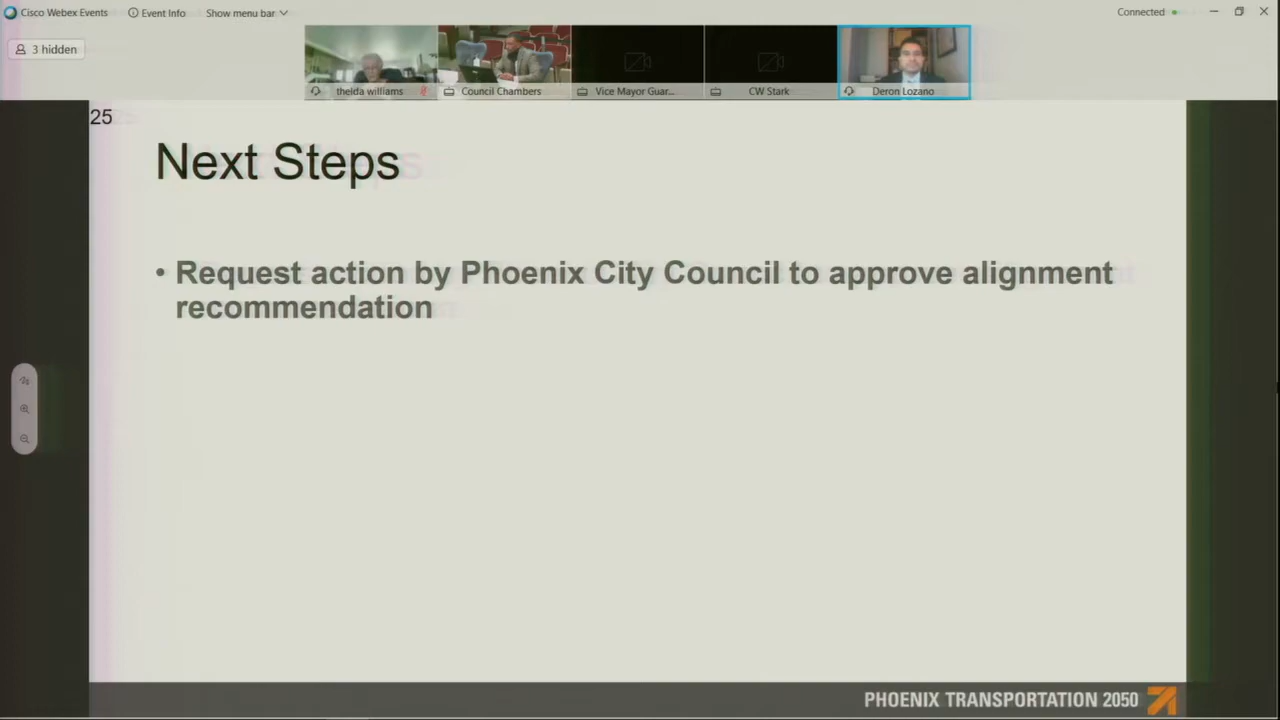 Cisco Webex Events
Event Info
Show menu bar
Connected
3 hidden
thelda williams
Council Chambers
Vice Mayor Guar...
CW Stark
Deron Lozano
25
Next Steps
• Request action by Phoenix City Council to approve alignment
recommendation
PHOENIX TRANSPORTATION 2050